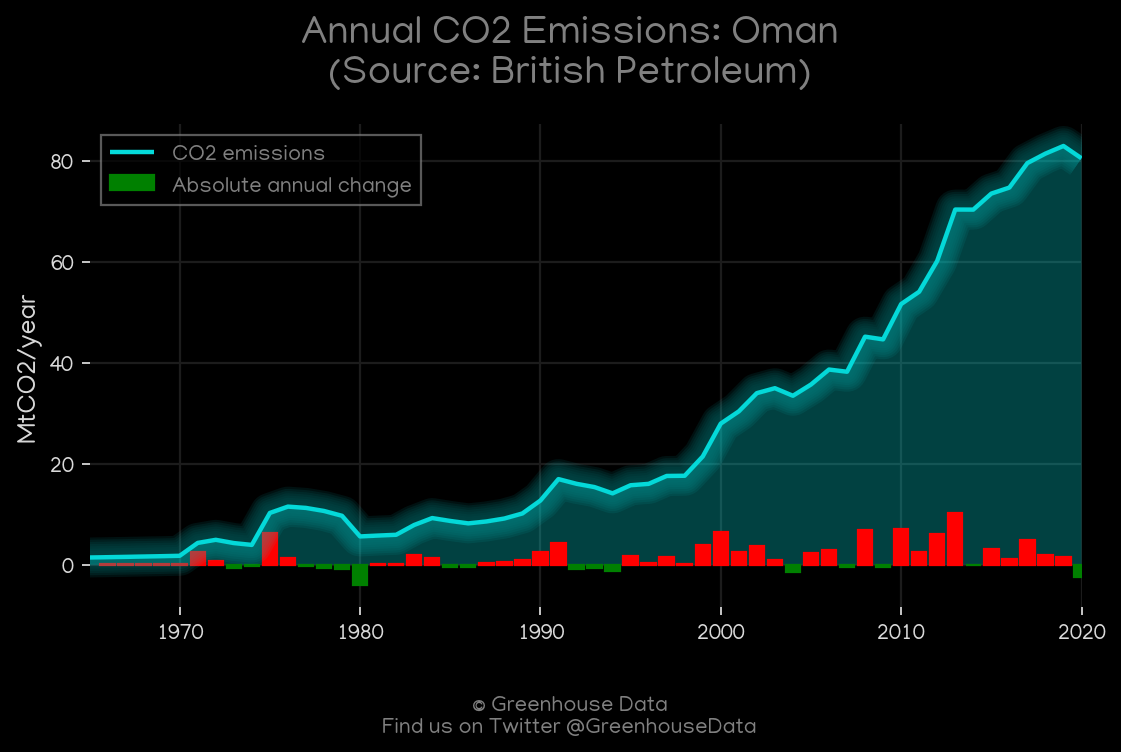 Annual CO2 Emissions: Oman
(Source: British Petroleum)
CO2 emissions
Absolute annual change
MtCO2/year
80
60
40
20
0
1970
1980
1990
2000
2010
2020
© Greenhouse Data
Find us on Twitter @GreenhouseData